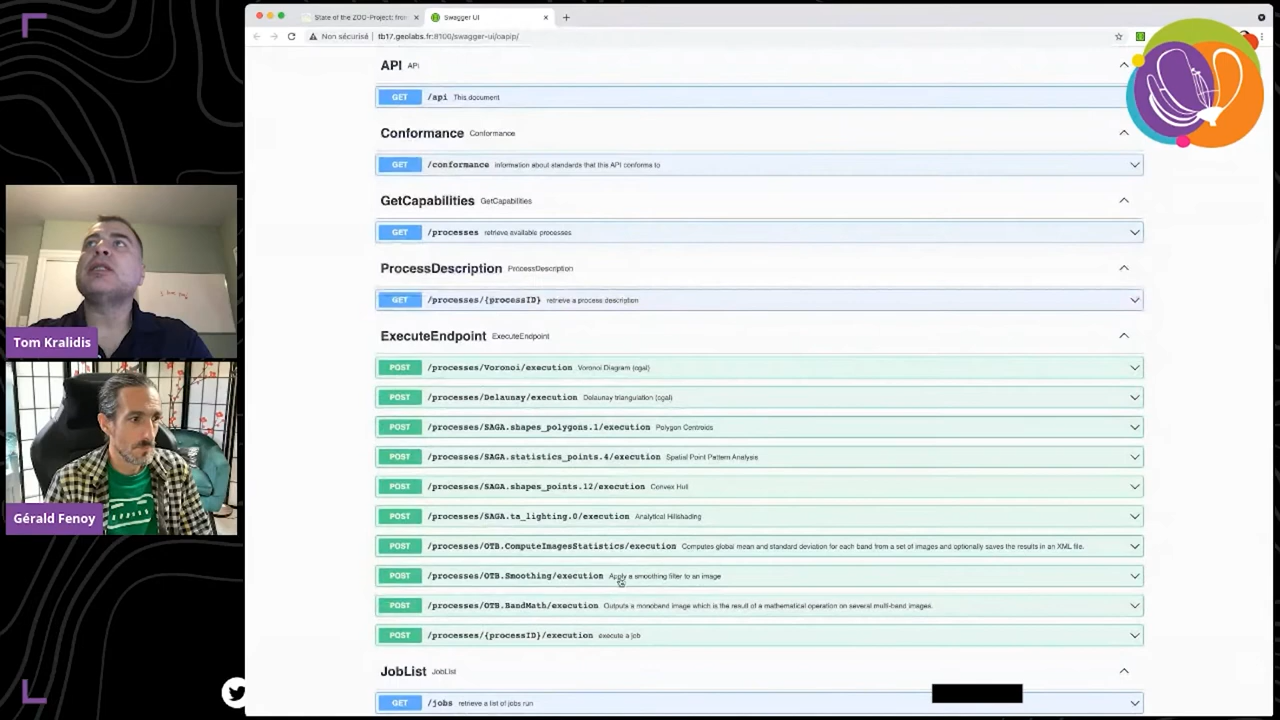 State of the ZOO-Project: fro
Swagger UI
Non sécurisé
tb17.geolabs.fr:8100/swagger-ui/oapip/
API API
GET /api This document
Conformance Conformance
GET /conformance information about standards that this API conforms to
GetCapabilities GetCapabilities
GET /processes retrieve available processes
ProcessDescription ProcessDescription
GET /processes/{processID} retrieve a process description
ExecuteEndpoint ExecuteEndpoint
POST /processes/Voronoi/execution Voronoi Diagram (cgal)
POST /processes/Delaunay/execution Delaunay triangulation (cgal)
POST /processes/SAGA.shapes_polygons.1/execution Polygon Centroids
POST /processes/SAGA.statistics_points.4/execution Spatial Point Pattern Analysis
POST /processes/SAGA.shapes_points.12/execution Convex Hull
POST /processes/SAGA.ta_lighting.0/execution Analytical Hillshading
POST /processes/OTB.ComputeImagesStatistics/execution Computes global mean and standard deviation for each band from a set of images and optionally saves the results in an XML file.
POST /processes/OTB.Smoothing/execution Apply a smoothing filter to an image
POST /processes/OTB.BandMath/execution Outputs a monoband image which is the result of a mathematical operation on several multi-band images.
POST /processes/{processID}/execution execute a job
JobList JobList
GET /jobs retrieve a list of jobs run
Tom Kralidis
Gérald Fenoy